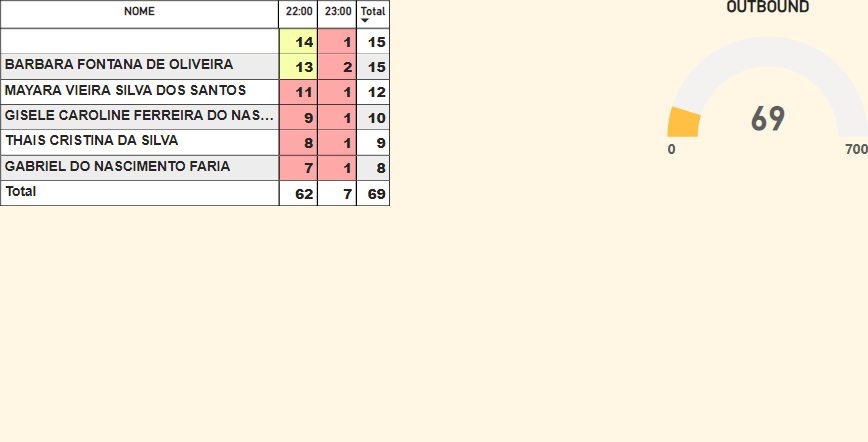 NOME 22:00 23:00 Total
14 1 15
BARBARA FONTANA DE OLIVEIRA 13 2 15
MAYARA VIEIRA SILVA DOS SANTOS 11 1 12
GISELE CAROLINE FERREIRA DO NAS... 9 1 10
THAIS CRISTINA DA SILVA 8 1 9
GABRIEL DO NASCIMENTO FARIA 7 1 8
Total 62 7 69
OUTBOUND
69
0 700